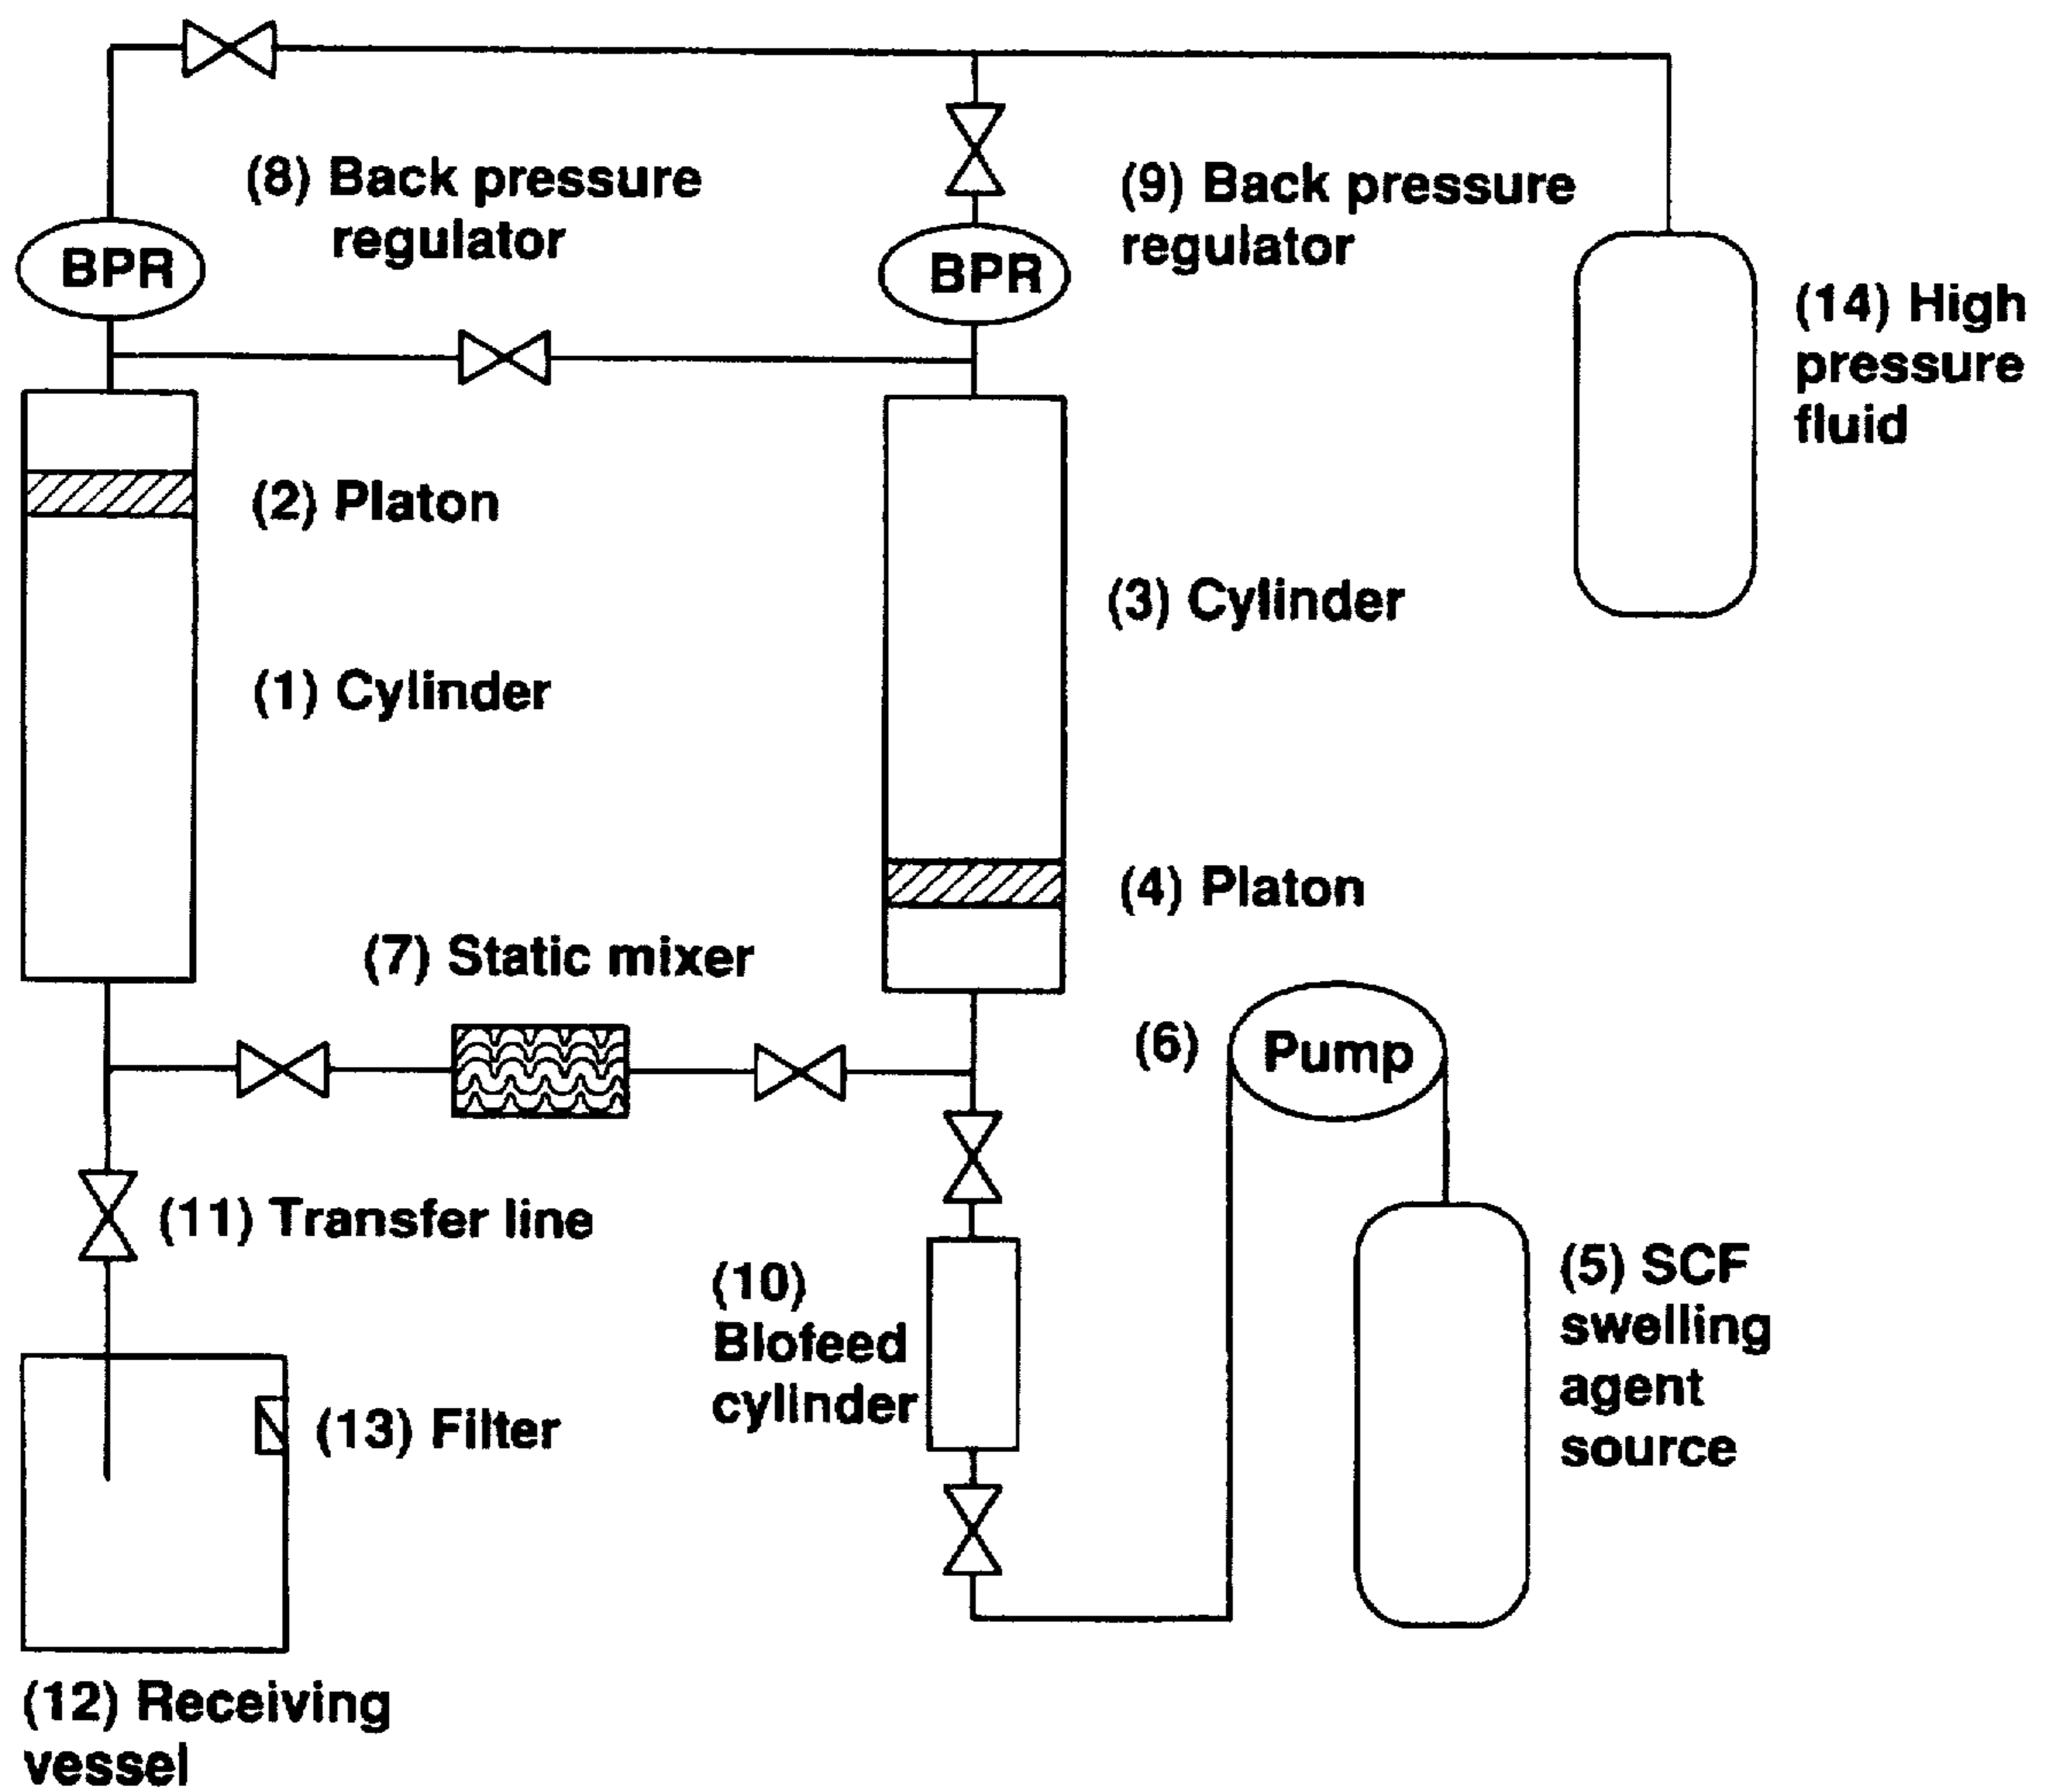 (8) Back pressure
regulator
(9) Back pressure
regulator
BPR
BPR
(14) High
pressure
fluid
(2) Platon
(3) Cylinder
(1) Cylinder
(4) Platon
(7) Static mixer
(6)
Pump
(11) Transfer line
(10)
Blofeed
cylinder
(5) SCF
swelling
agent
source
(13) Filter
(12) Receiving
vessel